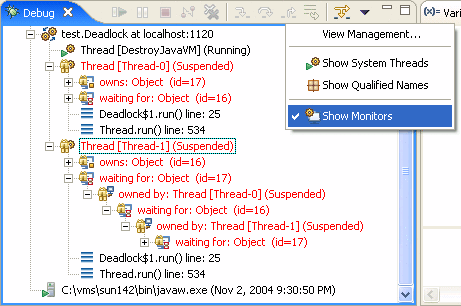 Debug
Vari
test.Deadlock at localhost:1120
Thread [DestroyJavaVM] (Running)
Thread [Thread-0] (Suspended)
owns: Object (id=17)
waiting for: Object (id=16)
Deadlock$1.run() line: 25
Thread.run() line: 534
Thread [Thread-1] (Suspended)
owns: Object (id=16)
waiting for: Object (id=17)
owned by: Thread [Thread-0] (Suspended)
waiting for: Object (id=16)
owned by: Thread [Thread-1] (Suspended)
waiting for: Object (id=17)
Deadlock$1.run() line: 25
Thread.run() line: 534
C:\vms\sun142\bin\javaw.exe (Nov 2, 2004 9:30:50 PM)
View Management...
Show System Threads
Show Qualified Names
Show Monitors